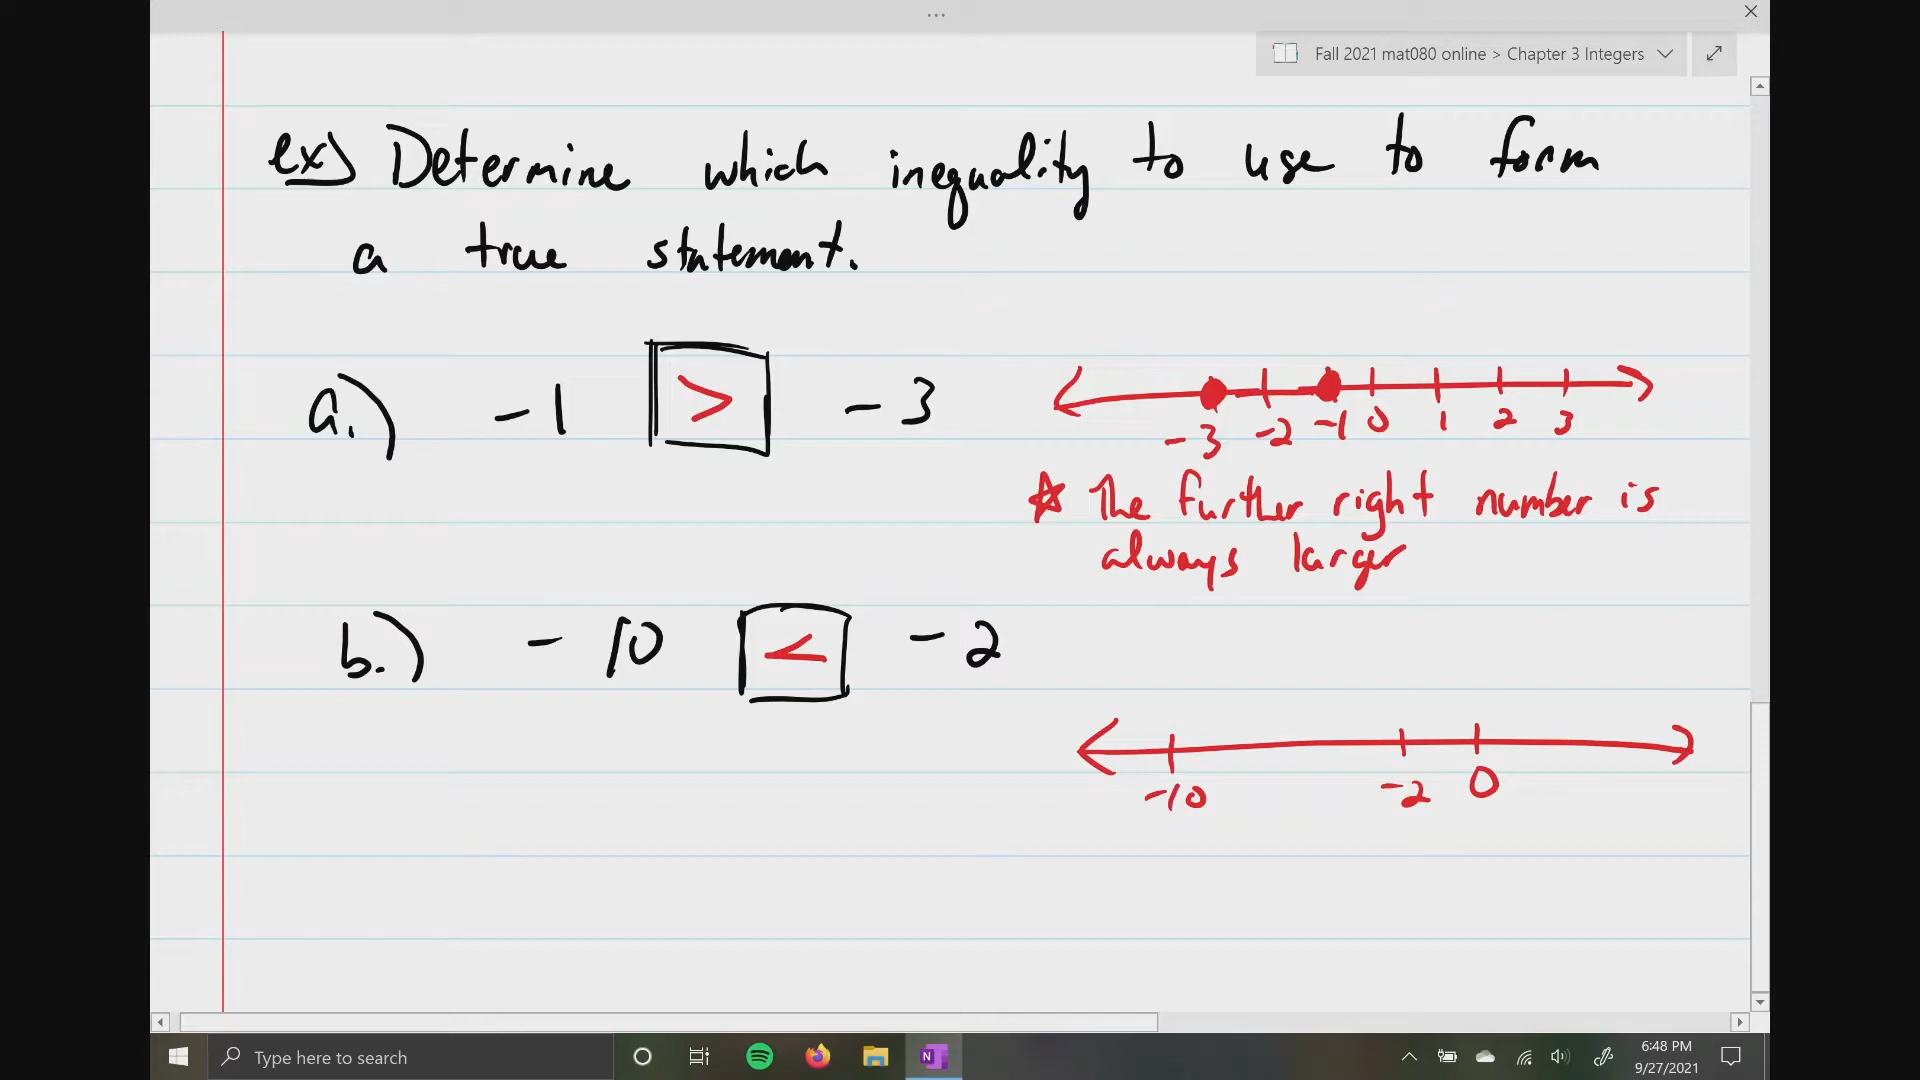 Fall 2021 mat080 online > Chapter 3 Integers
ex) Determine which inequality to use to form
a true statement.
a.) -1 > -3
-3 -2 -1 0 1 2 3
☆ The further right number is
always larger
b.) - 10 < - 2
-10 -2 0
Type here to search
6:48 PM
9/27/2021